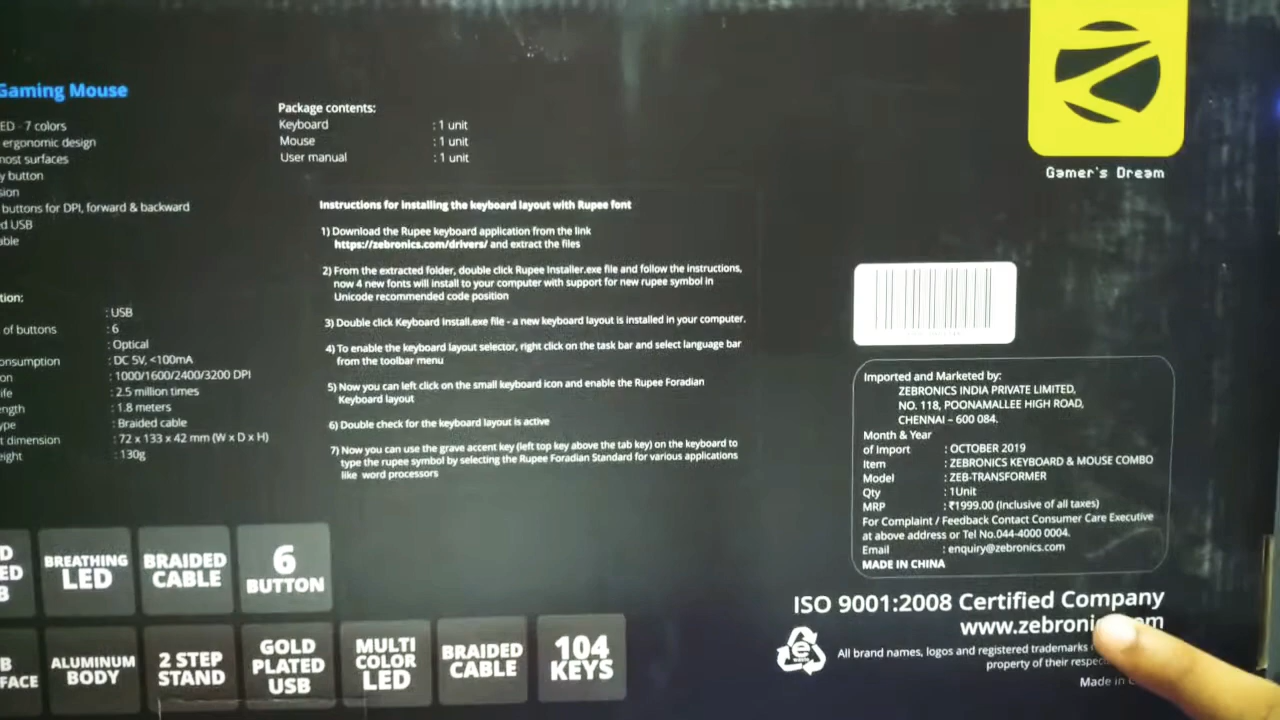 Gaming Mouse
ED - 7 colors
ergonomic design
most surfaces
y button
sion
buttons for DPI, forward & backward
d USB
able
tion:
: USB
of buttons : 6
: Optical
onsumption : DC 5V, <100mA
on : 1000/1600/2400/3200 DPI
ife : 2.5 million times
ength : 1.8 meters
ype : Braided cable
t dimension : 72 x 133 x 42 mm (W x D x H)
eight : 130g
Package contents:
Keyboard : 1 unit
Mouse : 1 unit
User manual : 1 unit
Instructions for installing the keyboard layout with Rupee font
1) Download the Rupee keyboard application from the link
https://zebronics.com/drivers/ and extract the files
2) From the extracted folder, double click Rupee Installer.exe file and follow the instructions,
now 4 new fonts will install to your computer with support for new rupee symbol in
Unicode recommended code position
3) Double click Keyboard Install.exe file - a new keyboard layout is installed in your computer.
4) To enable the keyboard layout selector, right click on the task bar and select language bar
from the toolbar menu
5) Now you can left click on the small keyboard icon and enable the Rupee Foradian
Keyboard layout
6) Double check for the keyboard layout is active
7) Now you can use the grave accent key (left top key above the tab key) on the keyboard to
type the rupee symbol by selecting the Rupee Foradian Standard for various applications
like word processors
Gamer's Dream
Imported and Marketed by:
ZEBRONICS INDIA PRIVATE LIMITED,
NO. 118, POONAMALLEE HIGH ROAD,
CHENNAI – 600 084.
Month & Year
of Import : OCTOBER 2019
Item : ZEBRONICS KEYBOARD & MOUSE COMBO
Model : ZEB-TRANSFORMER
Qty : 1Unit
MRP : ₹1999.00 (Inclusive of all taxes)
For Complaint / Feedback Contact Consumer Care Executive
at above address or Tel No.044-4000 0004.
Email : enquiry@zebronics.com
MADE IN CHINA
ISO 9001:2008 Certified Company
www.zebroni om
All brand names, logos and registered trademarks
property of their respec
Made in
D
ED
B
BREATHING
LED
BRAIDED
CABLE
6
BUTTON
B
FACE
ALUMINUM
BODY
2 STEP
STAND
GOLD
PLATED
USB
MULTI
COLOR
LED
BRAIDED
CABLE
104
KEYS